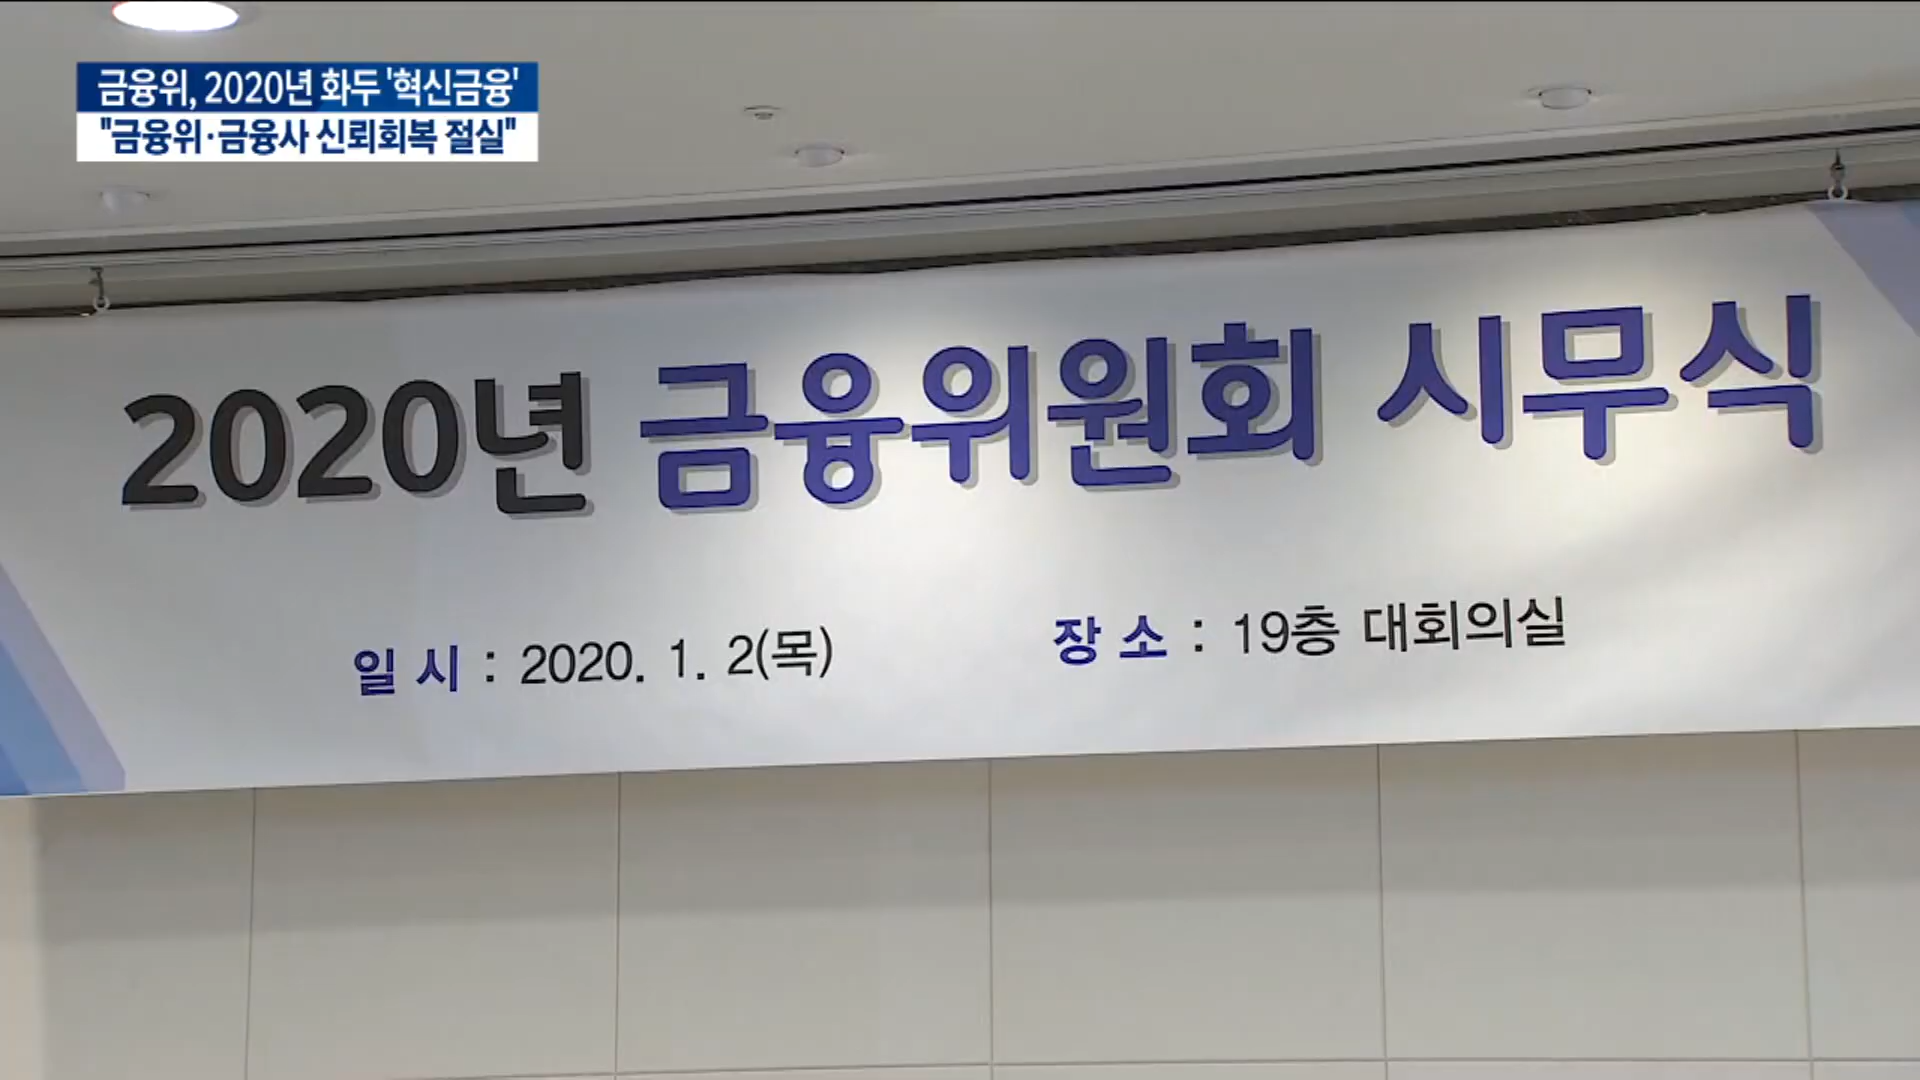 금융위, 2020년 화두 '혁신금융'
"금융위·금융사 신뢰회복 절실"
2020년 금융위원회 시무식
일 시 : 2020. 1. 2(목) 장 소 : 19층 대회의실